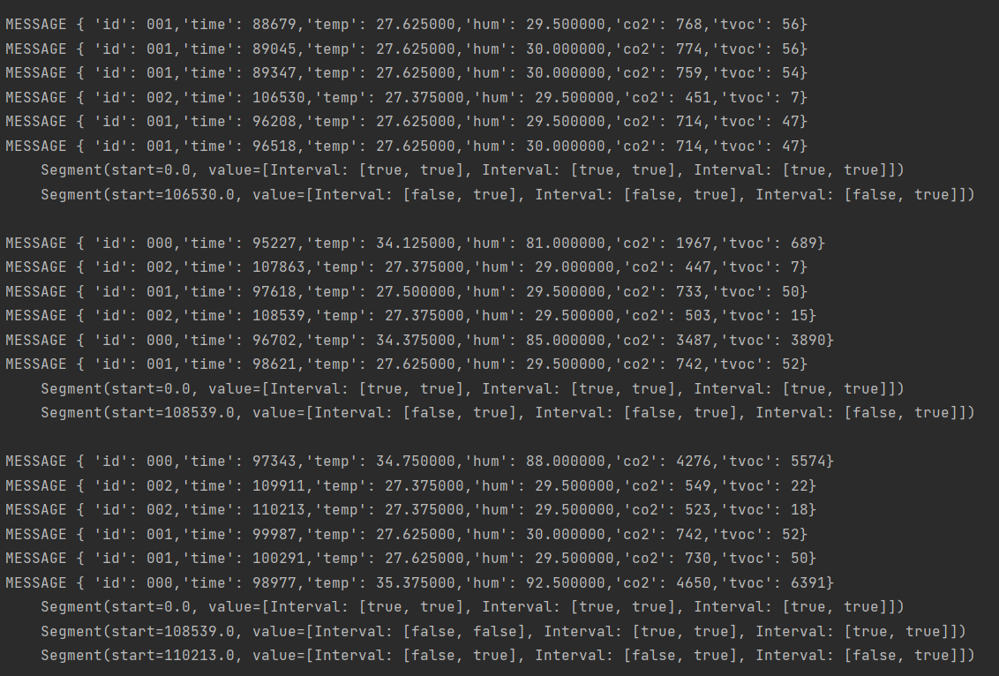 MESSAGE { 'id': 001,'time': 88679,'temp': 27.625000,'hum': 29.500000,'co2': 768,'tvoc': 56}
MESSAGE { 'id': 001,'time': 89045,'temp': 27.625000,'hum': 30.000000,'co2': 774,'tvoc': 56}
MESSAGE { 'id': 001,'time': 89347,'temp': 27.625000,'hum': 30.000000,'co2': 759,'tvoc': 54}
MESSAGE { 'id': 002,'time': 106530,'temp': 27.375000,'hum': 29.500000,'co2': 451,'tvoc': 7}
MESSAGE { 'id': 001,'time': 96208,'temp': 27.625000,'hum': 29.500000,'co2': 714,'tvoc': 47}
MESSAGE { 'id': 001,'time': 96518,'temp': 27.625000,'hum': 30.000000,'co2': 714,'tvoc': 47}
Segment(start=0.0, value=[Interval: [true, true], Interval: [true, true], Interval: [true, true]])
Segment(start=106530.0, value=[Interval: [false, true], Interval: [false, true], Interval: [false, true]])
MESSAGE { 'id': 000,'time': 95227,'temp': 34.125000,'hum': 81.000000,'co2': 1967,'tvoc': 689}
MESSAGE { 'id': 002,'time': 107863,'temp': 27.375000,'hum': 29.000000,'co2': 447,'tvoc': 7}
MESSAGE { 'id': 001,'time': 97618,'temp': 27.500000,'hum': 29.500000,'co2': 733,'tvoc': 50}
MESSAGE { 'id': 002,'time': 108539,'temp': 27.375000,'hum': 29.500000,'co2': 503,'tvoc': 15}
MESSAGE { 'id': 000,'time': 96702,'temp': 34.375000,'hum': 85.000000,'co2': 3487,'tvoc': 3890}
MESSAGE { 'id': 001,'time': 98621,'temp': 27.625000,'hum': 29.500000,'co2': 742,'tvoc': 52}
Segment(start=0.0, value=[Interval: [true, true], Interval: [true, true], Interval: [true, true]])
Segment(start=108539.0, value=[Interval: [false, true], Interval: [false, true], Interval: [false, true]])
MESSAGE { 'id': 000,'time': 97343,'temp': 34.750000,'hum': 88.000000,'co2': 4276,'tvoc': 5574}
MESSAGE { 'id': 002,'time': 109911,'temp': 27.375000,'hum': 29.500000,'co2': 549,'tvoc': 22}
MESSAGE { 'id': 002,'time': 110213,'temp': 27.375000,'hum': 29.500000,'co2': 523,'tvoc': 18}
MESSAGE { 'id': 001,'time': 99987,'temp': 27.625000,'hum': 30.000000,'co2': 742,'tvoc': 52}
MESSAGE { 'id': 001,'time': 100291,'temp': 27.625000,'hum': 29.500000,'co2': 730,'tvoc': 50}
MESSAGE { 'id': 000,'time': 98977,'temp': 35.375000,'hum': 92.500000,'co2': 4650,'tvoc': 6391}
Segment(start=0.0, value=[Interval: [true, true], Interval: [true, true], Interval: [true, true]])
Segment(start=108539.0, value=[Interval: [false, false], Interval: [true, true], Interval: [true, true]])
Segment(start=110213.0, value=[Interval: [false, true], Interval: [false, true], Interval: [false, true]])